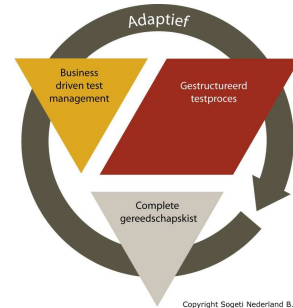 Adaptief
Business
driven test
management
Gestructureerd
testproces
Complete
gereedschapskist
Copyright Sogeti Nederland B.